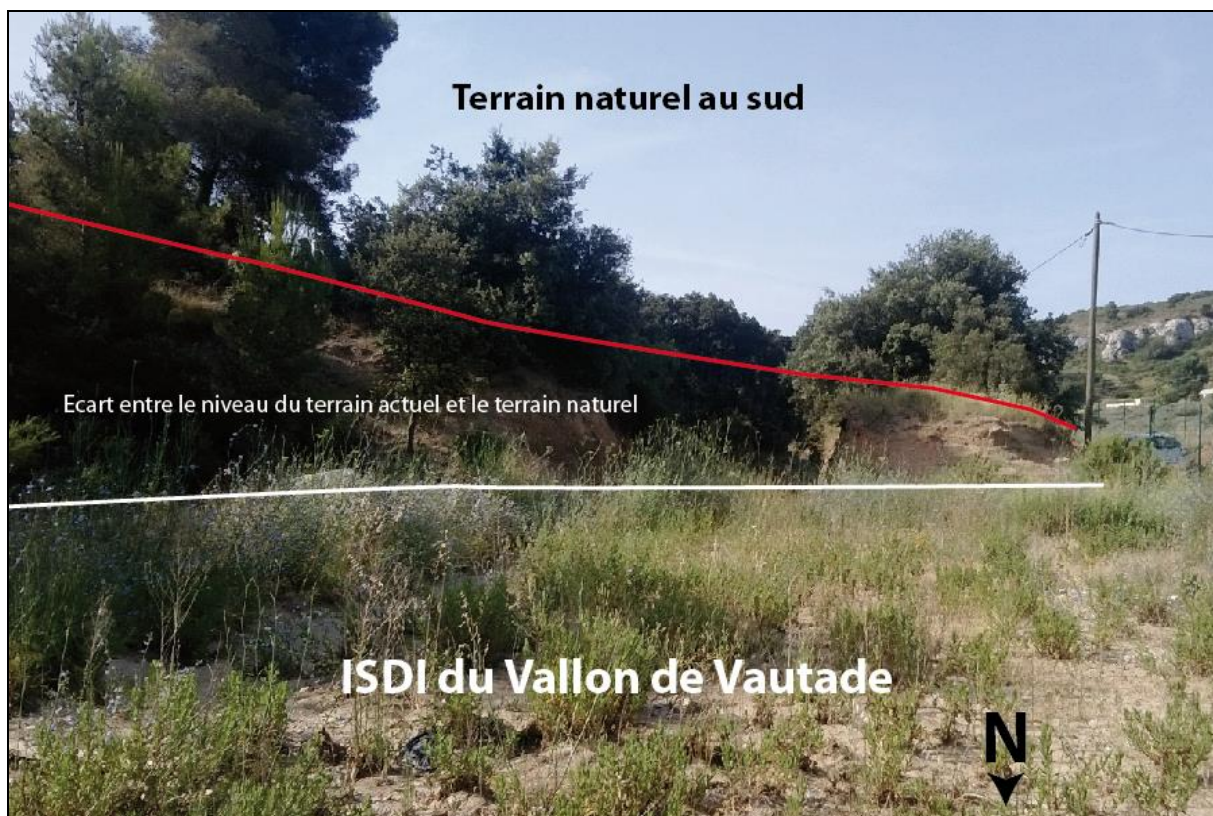 Terrain naturel au sud
Ecart entre le niveau du terrain actuel et le terrain naturel
ISDI du Vallon de Vautade
N